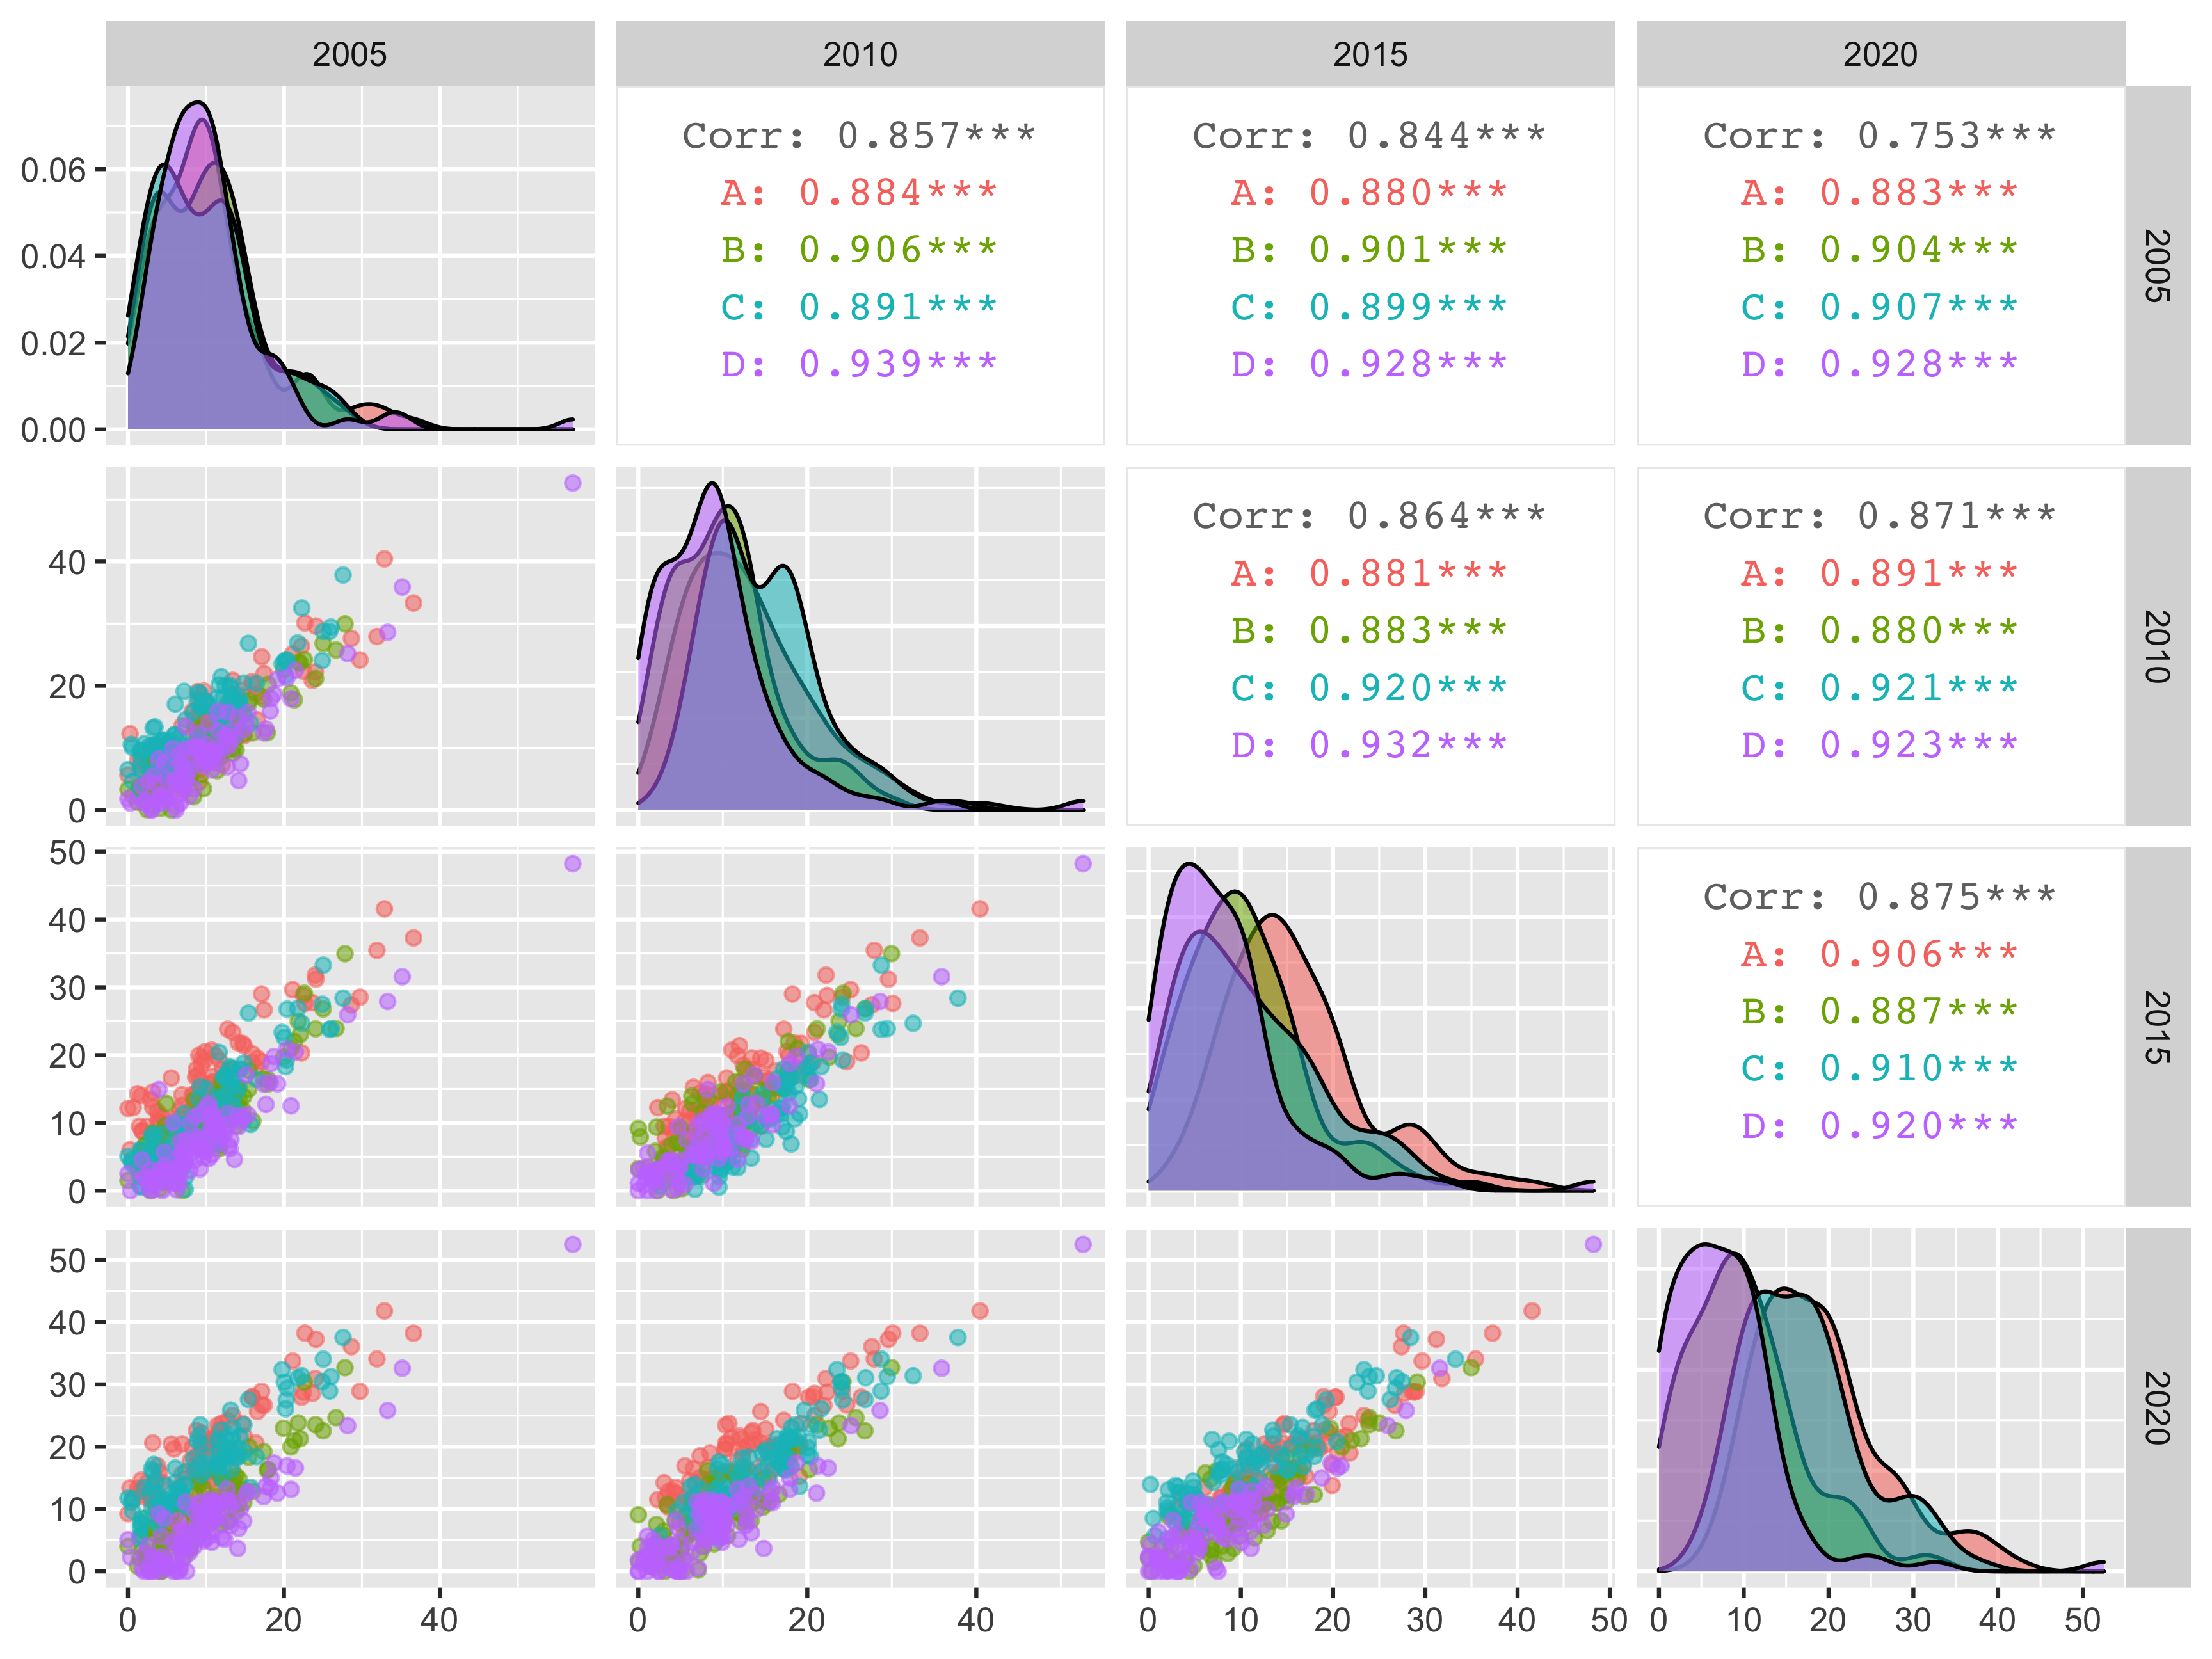 2005
2010
2015
2020
Corr: 0.857***
A: 0.884***
B: 0.906***
C: 0.891***
D: 0.939***
Corr: 0.844***
A: 0.880***
B: 0.901***
C: 0.899***
D: 0.928***
Corr: 0.753***
A: 0.883***
B: 0.904***
C: 0.907***
D: 0.928***
2005
0.06
0.04
0.02
0.00
Corr: 0.864***
A: 0.881***
B: 0.883***
C: 0.920***
D: 0.932***
Corr: 0.871***
A: 0.891***
B: 0.880***
C: 0.921***
D: 0.923***
2010
40
20
0
Corr: 0.875***
A: 0.906***
B: 0.887***
C: 0.910***
D: 0.920***
2015
50
40
30
20
10
0
2020
50
40
30
20
10
0
0 20 40
0 20 40
0 10 20 30 40 50
0 10 20 30 40 50